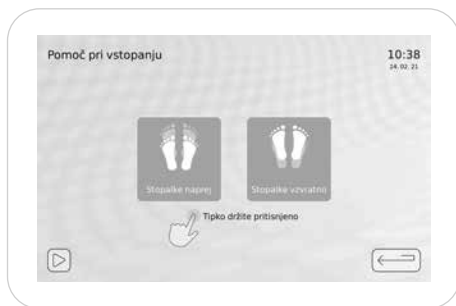 Pomoč pri vstopanju
10:38
24. 02. 21
Stopalke naprej
Stopalke vzvratno
Tipko držite pritisnjeno